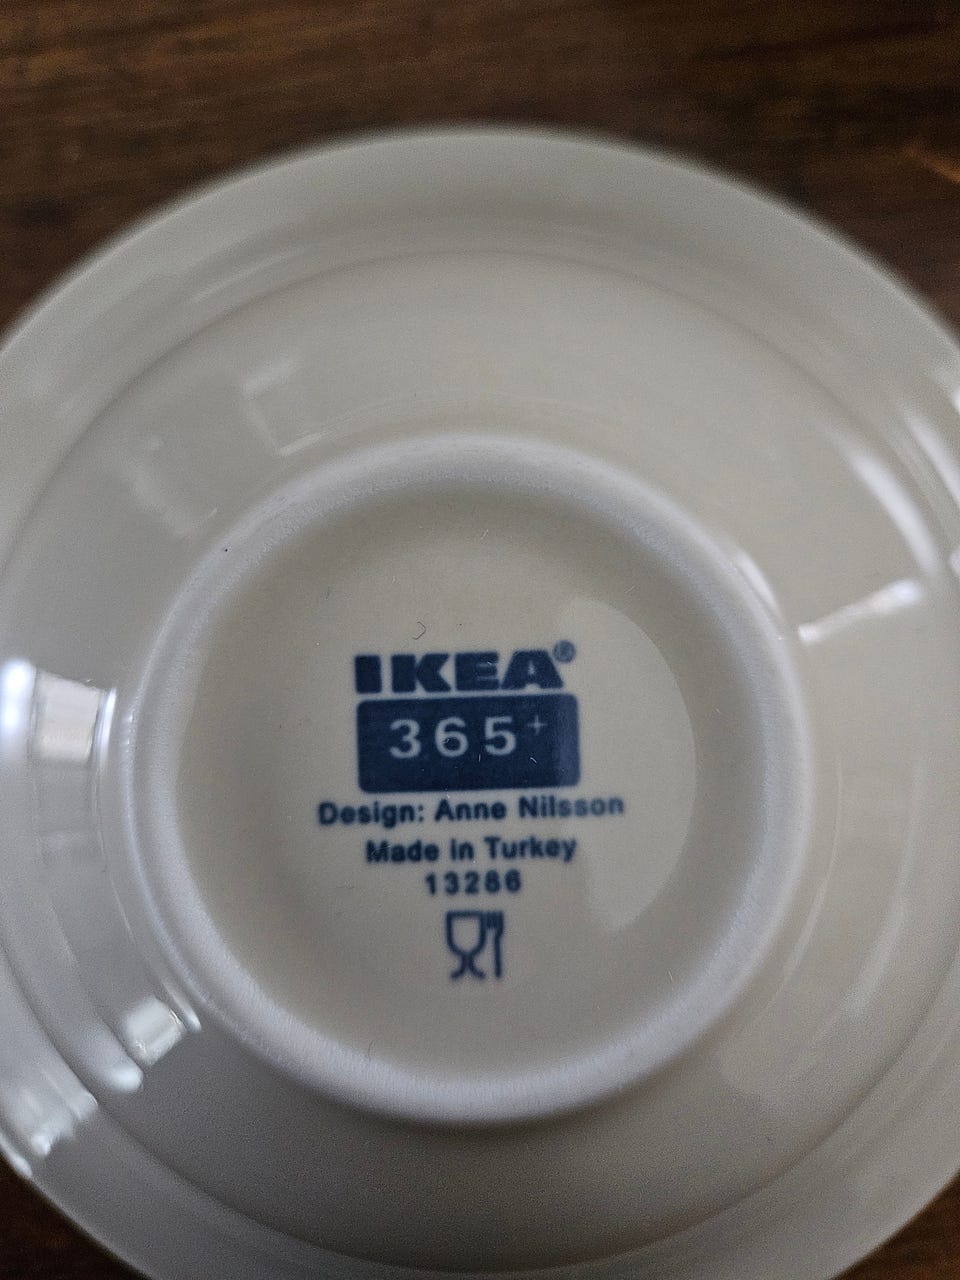 IKEA®
365+
Design: Anne Nilsson
Made in Turkey
13286